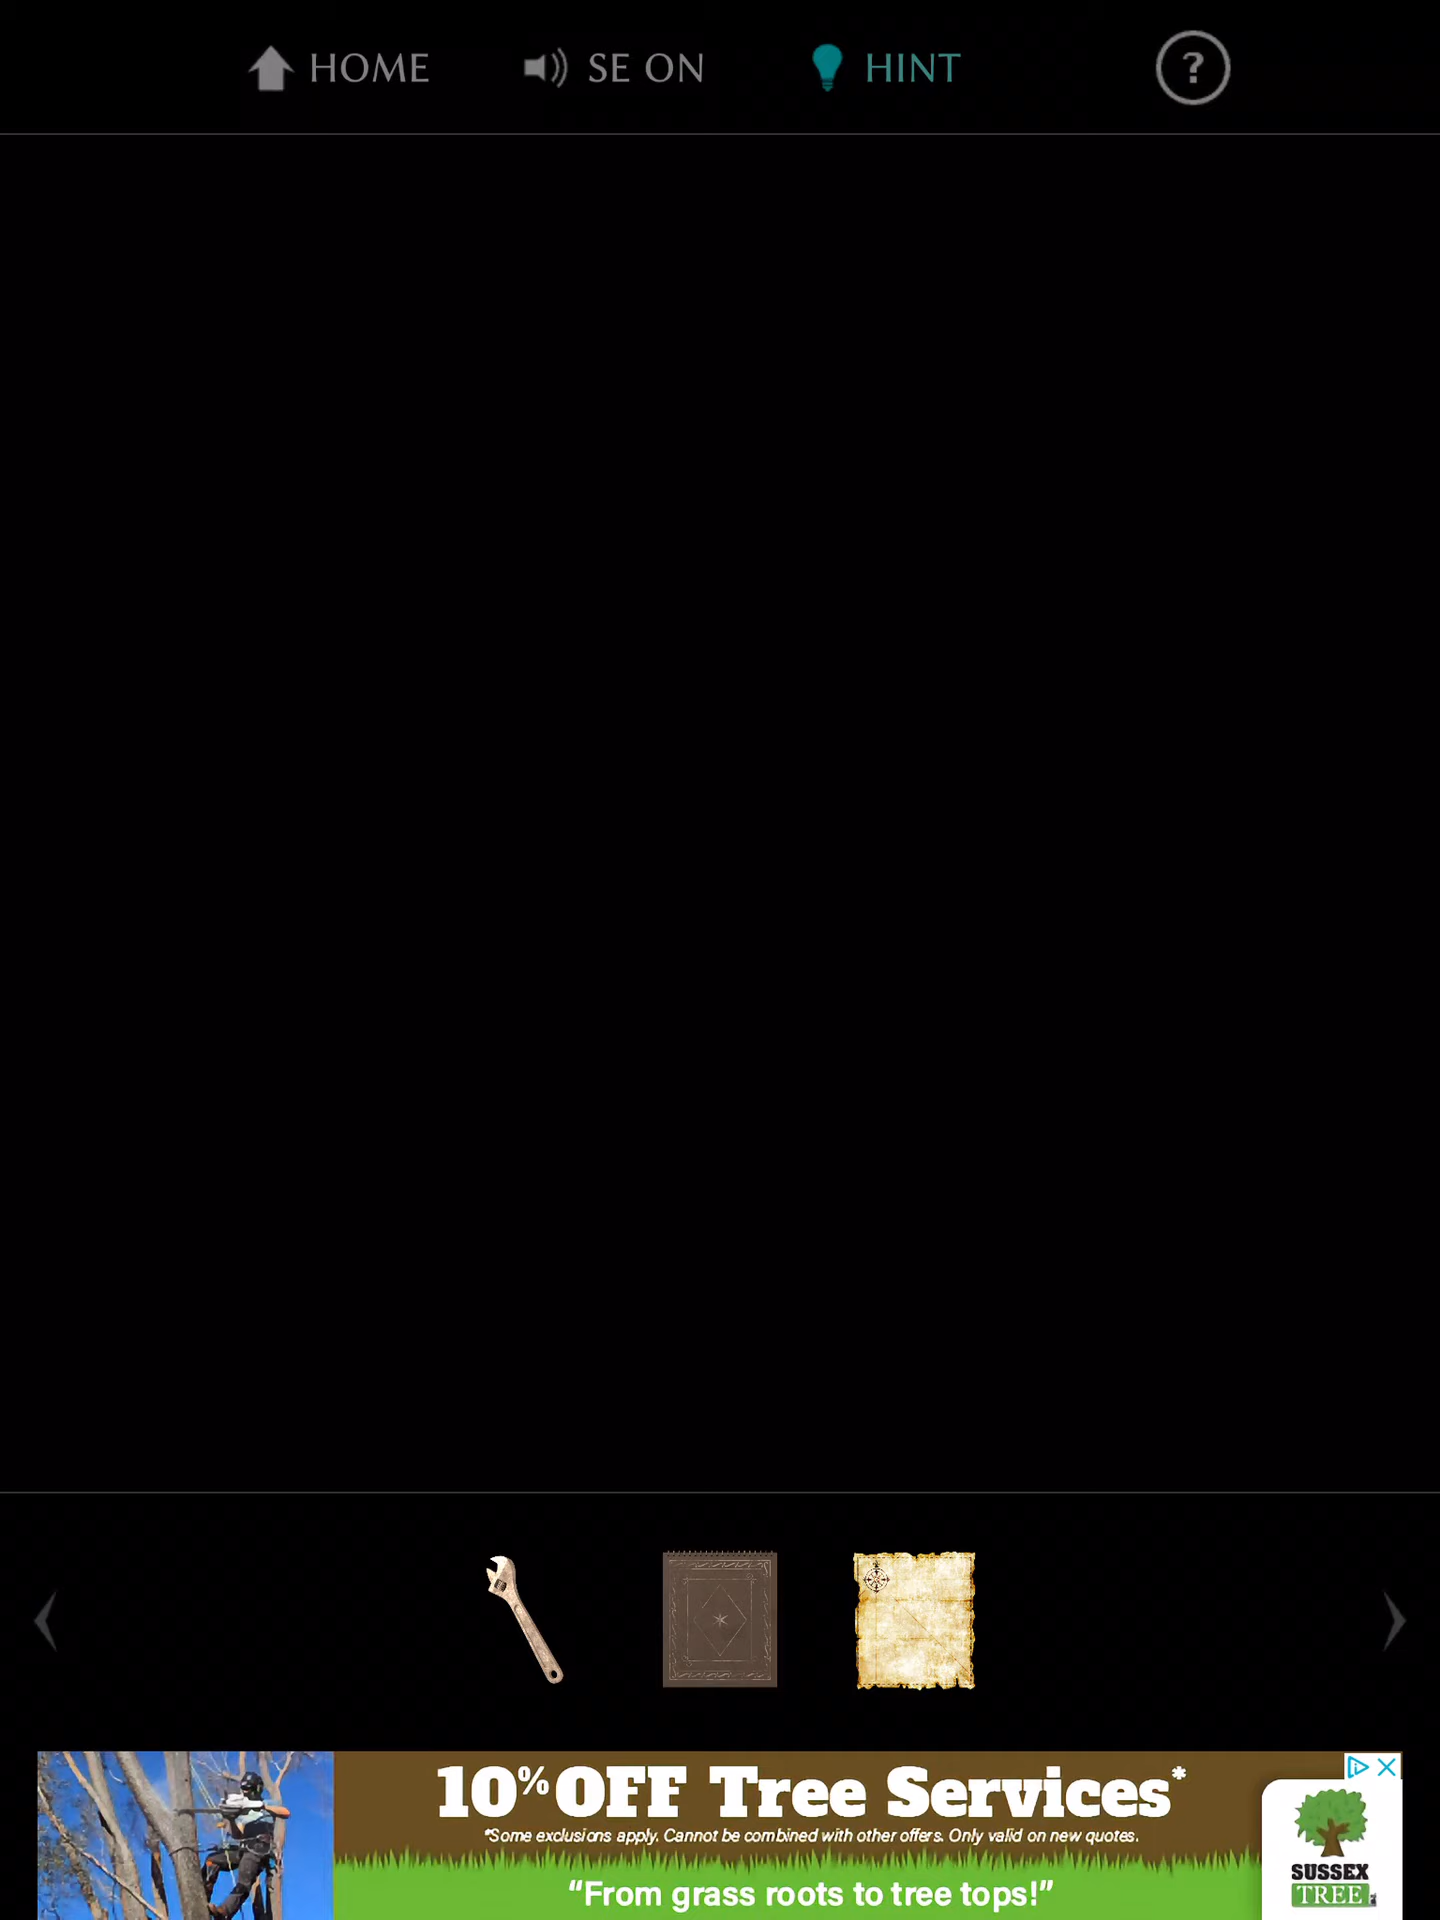 HOME SE ON HINT ?
10% OFF Tree Services*
*Some exclusions apply. Cannot be combined with other offers. Only valid on new quotes.
"From grass roots to tree tops!"
SUSSEX
TREE